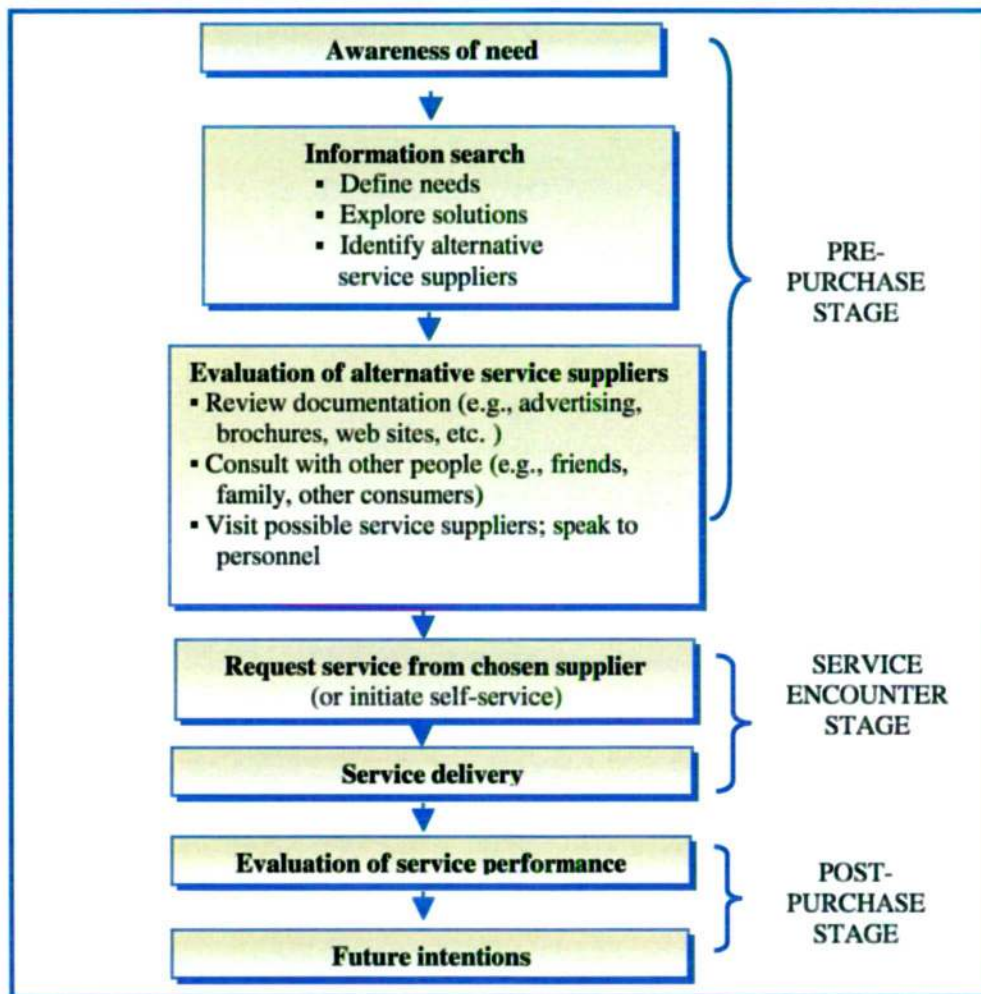 Awareness of need
Information search
▪ Define needs
▪ Explore solutions
▪ Identify alternative
service suppliers
PRE-
PURCHASE
STAGE
Evaluation of alternative service suppliers
▪ Review documentation (e.g., advertising,
brochures, web sites, etc. )
▪ Consult with other people (e.g., friends,
family, other consumers)
▪ Visit possible service suppliers; speak to
personnel
Request service from chosen supplier
(or initiate self-service)
Service delivery
SERVICE
ENCOUNTER
STAGE
Evaluation of service performance
Future intentions
POST-
PURCHASE
STAGE